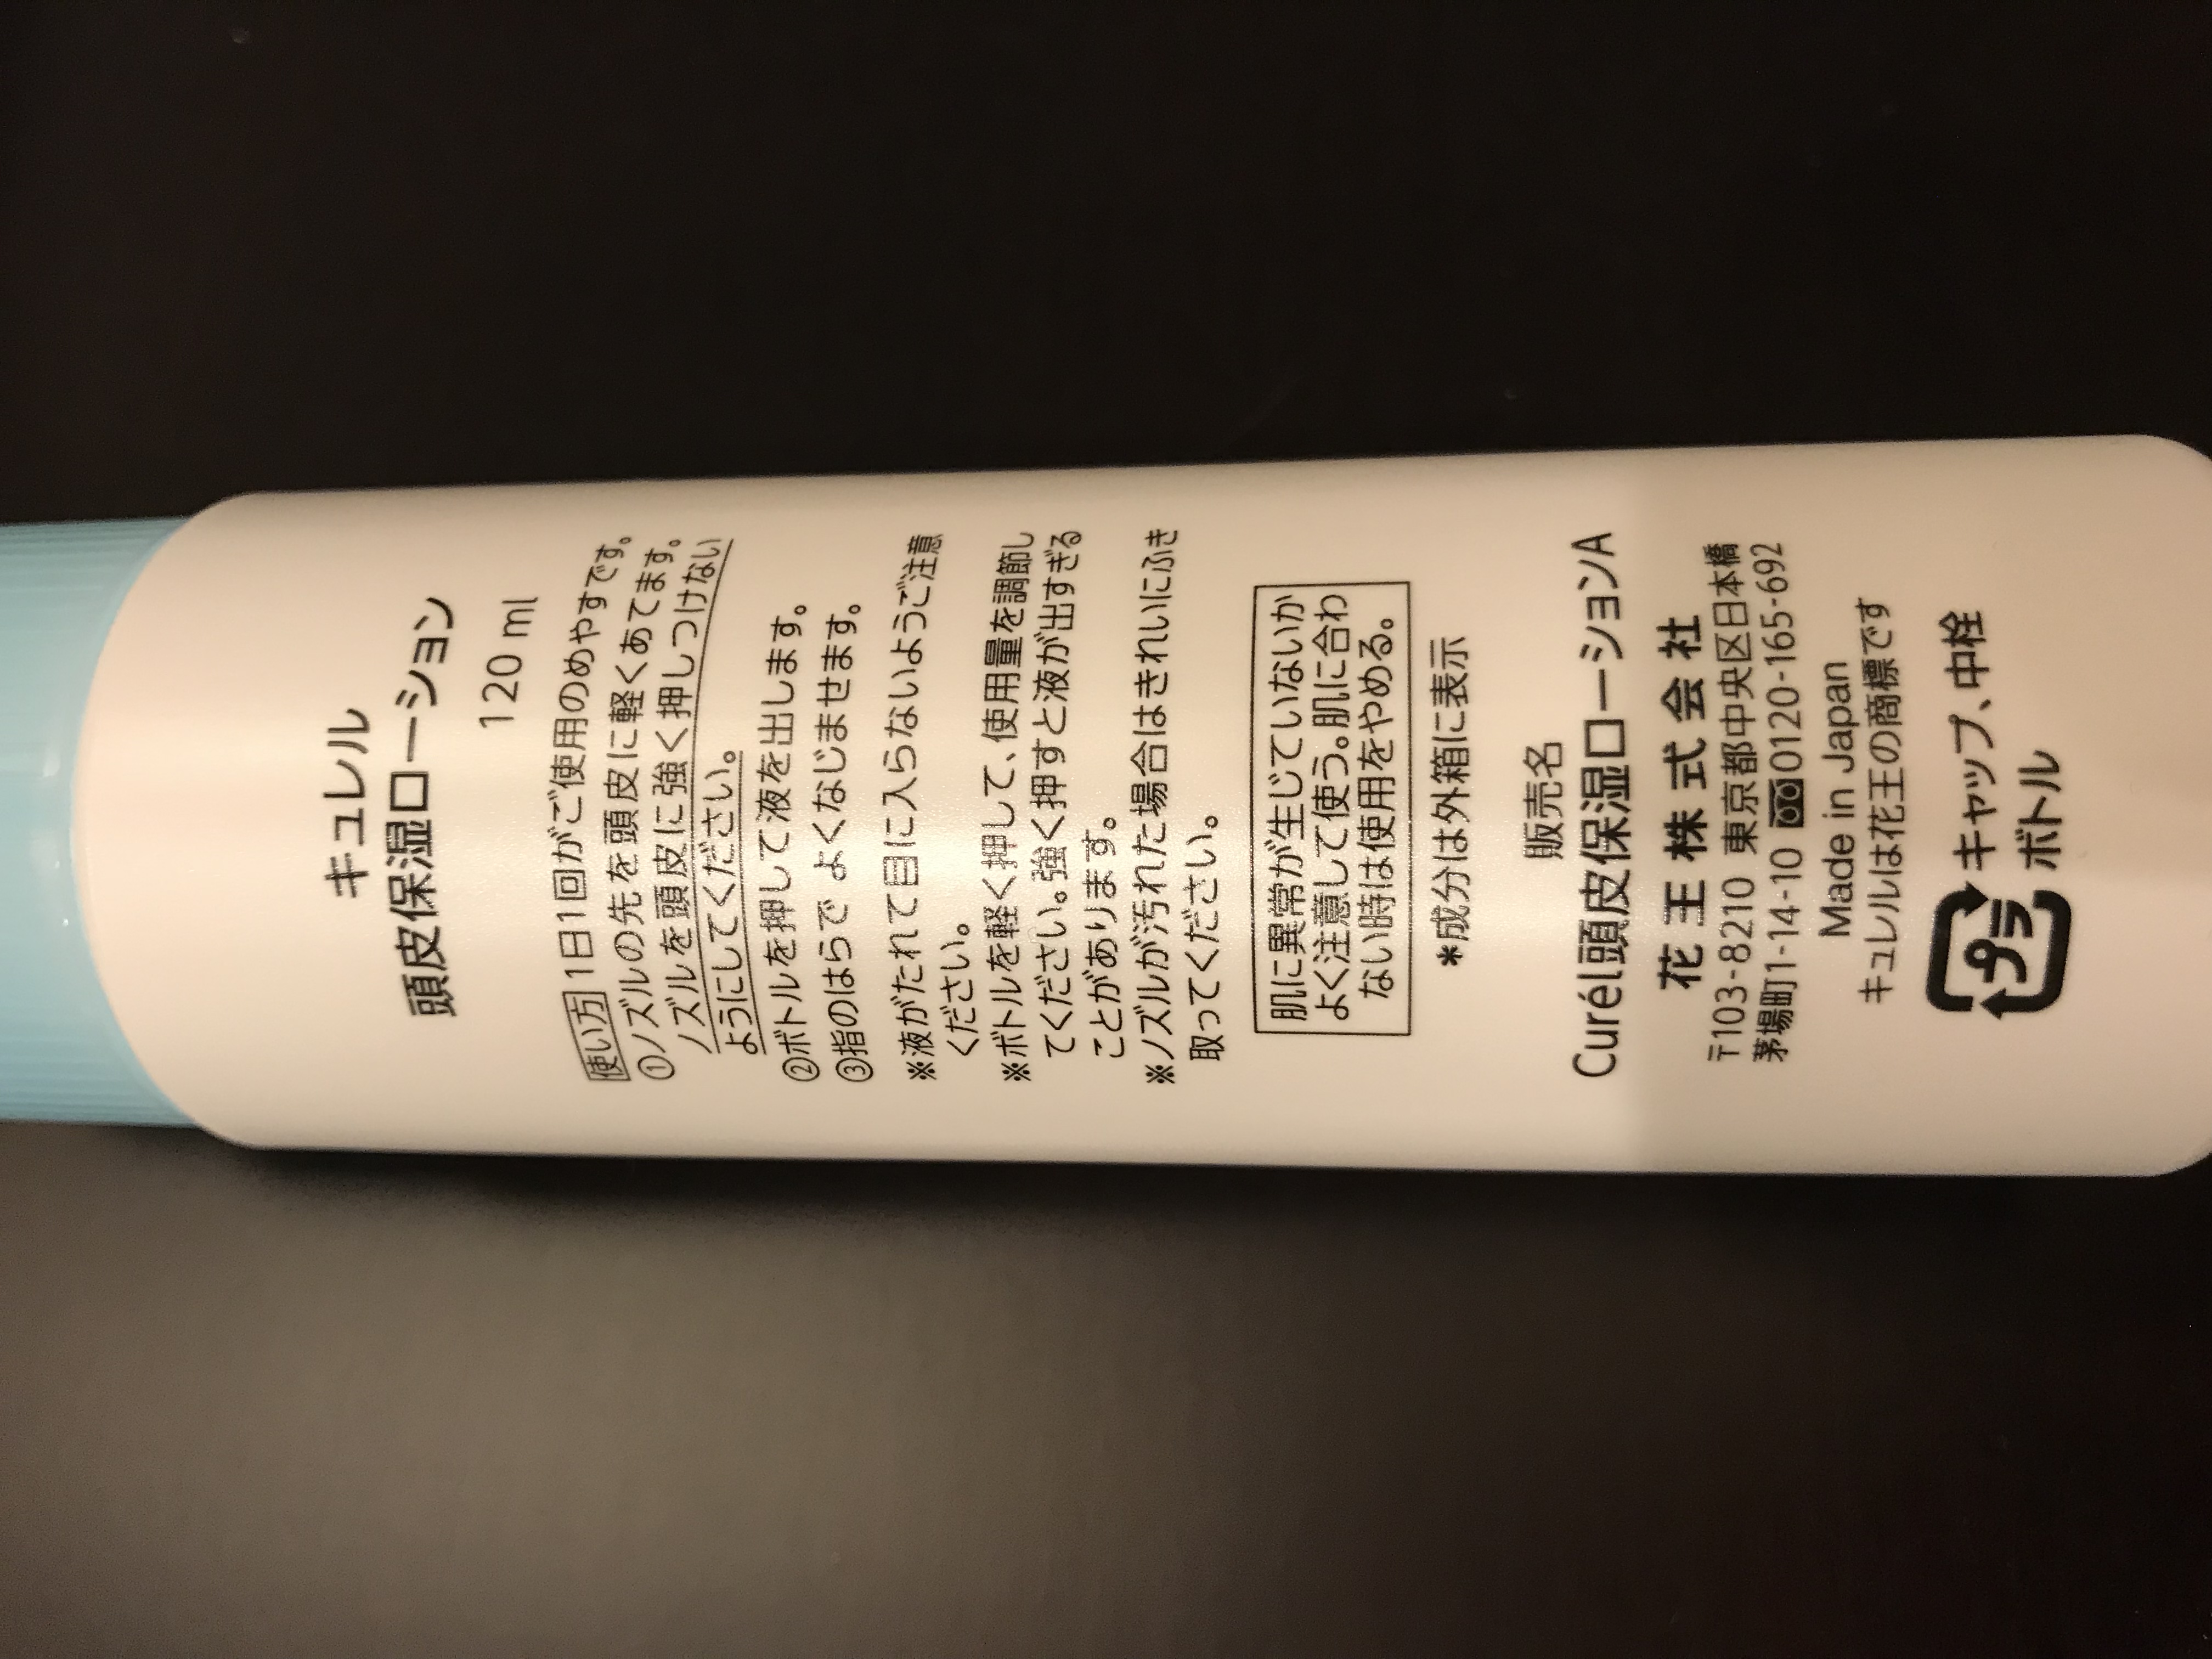 キュレル
頭皮保湿ローション
120 ml
使い方 1日1回がご使用のめやすです。
①ノズルの先を頭皮に軽くあてます。
ノズルを頭皮に強く押しつけない
ようにしてください。
②ボトルを押して液を出します。
③指のはらで よくなじませます。
※液がたれて目に入らないようご注意
ください。
※ボトルを軽く押して、使用量を調節し
てください。強く押すと液が出すぎる
ことがあります。
※ノズルが汚れた場合はきれいにふき
取ってください。
肌に異常が生じていないか
よく注意して使う。肌に合わ
ない時は使用をやめる。
*成分は外箱に表示
販売名
Curél頭皮保湿ローションA
花王株式会社
〒103-8210 東京都中央区日本橋
茅場町1-14-10 0120-165-692
Made in Japan
キュレルは花王の商標です
プラ キャップ、中栓
ボトル